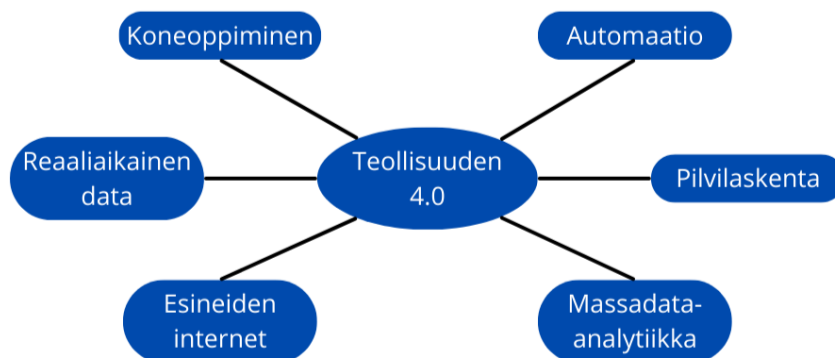 Koneoppiminen
Automaatio
Reaaliaikainen
data
Teollisuuden
4.0
Pilvilaskenta
Esineiden
internet
Massadata-
analytiikka